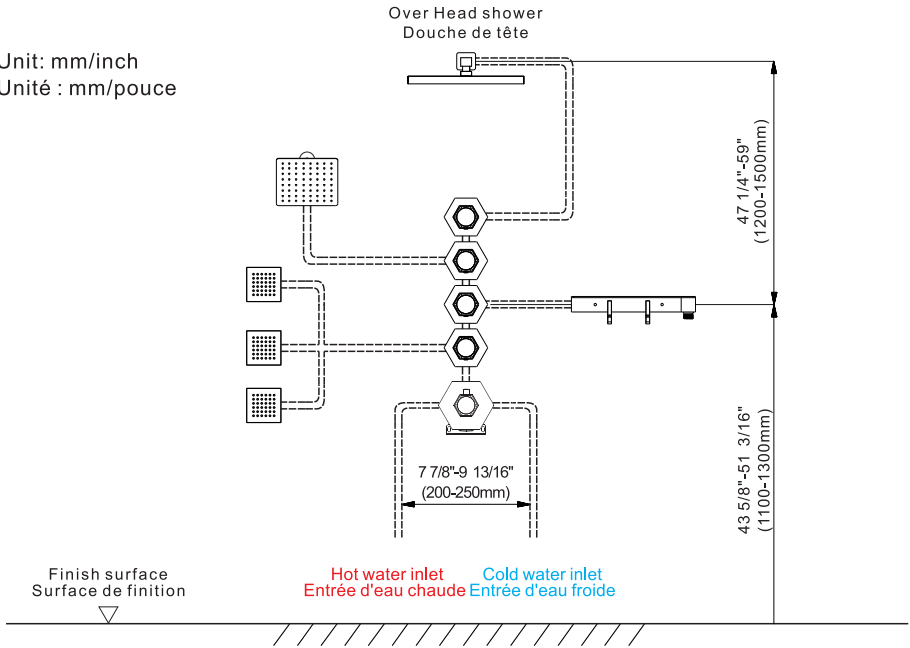 Over Head shower
Douche de tête
Unit: mm/inch
Unité : mm/pouce
47 1/4"-59"
(1200-1500mm)
7 7/8"-9 13/16"
(200-250mm)
43 5/8"-51 3/16"
(1100-1300mm)
Finish surface
Surface de finition
Hot water inlet
Entrée d'eau chaude
Cold water inlet
Entrée d'eau froide